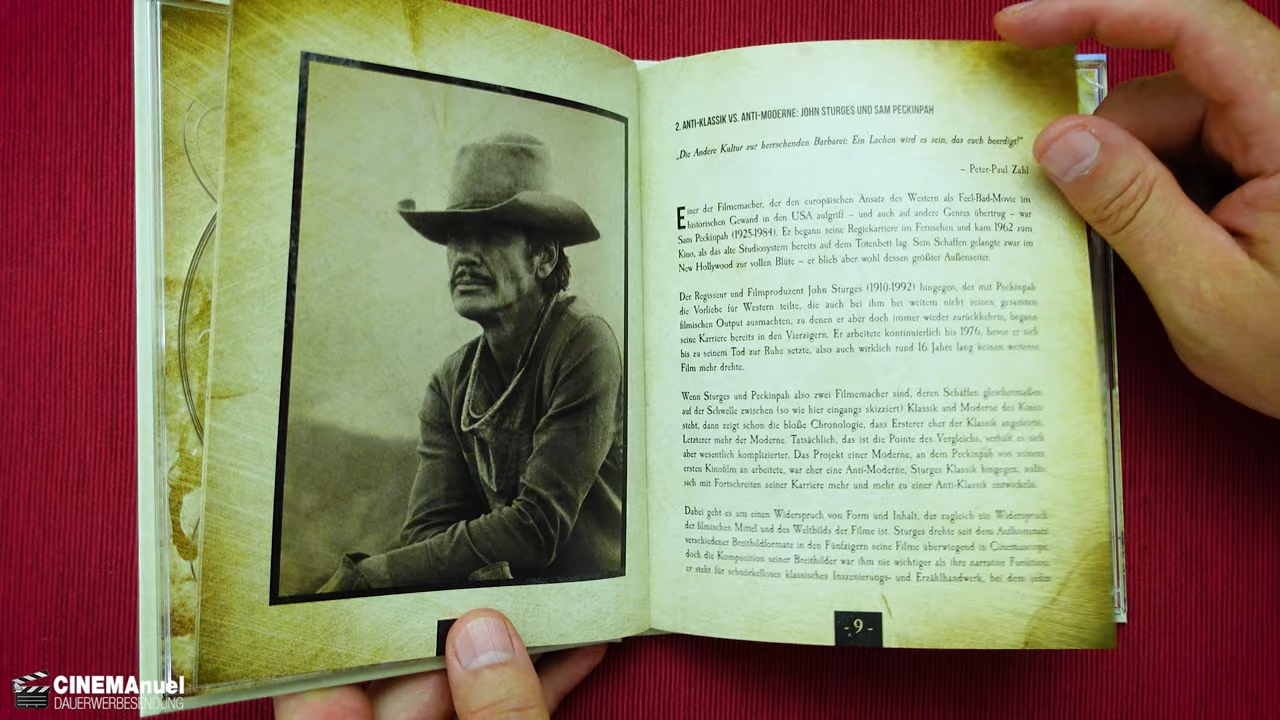 2. ANTI-KLASSIK VS. ANTI-MODERNE: JOHN STURGES UND SAM PECKINPAH
„Die Andere Kultur zur herrschenden Barbarei: Ein Lachen wird es sein, das euch beerdigt!"
– Peter-Paul Zahl
Einer der Filmemacher, der den europäischen Ansatz des Western als Feel-Bad-Movie im
historischen Gewand in den USA aufgriff – und auch auf andere Genres übertrug – war
Sam Peckinpah (1925-1984). Er begann seine Regiekarriere im Fernsehen und kam 1962 zum
Kino, als das alte Studiosystem bereits auf dem Totenbett lag. Sein Schaffen gelangte zwar im
New Hollywood zur vollen Blüte – er blieb aber wohl dessen größter Außenseiter.
Der Regisseur und Filmproduzent John Sturges (1910-1992) hingegen, der mit Peckinpah
die Vorliebe für Western teilte, die auch bei ihm bei weitem nicht seinen gesamten
filmischen Output ausmachten, zu denen er aber doch immer wieder zurückkehrte, begann
seine Karriere bereits in den Vierzigern. Er arbeitete kontinuierlich bis 1976, bevor er sich
bis zu seinem Tod zur Ruhe setzte, also auch wirklich rund 16 Jahre lang keinen weiteren
Film mehr drehte.
Wenn Sturges und Peckinpah also zwei Filmemacher sind, deren Schaffen gleichermaßen
auf der Schwelle zwischen (so wie hier eingangs skizziert) Klassik und Moderne des Kinos
steht, dann zeigt schon die bloße Chronologie, dass Ersterer eher der Klassik angehörte,
Letzterer mehr der Moderne. Tatsächlich, das ist die Pointe des Vergleichs, verhält es sich
aber wesentlich komplizierter. Das Projekt einer Moderne, an dem Peckinpah von seinem
ersten Kinofilm an arbeitete, war eher eine Anti-Moderne, Sturges Klassik hingegen, sollte
sich mit Fortschreiten seiner Karriere mehr und mehr zu einer Anti-Klassik entwickeln.
Dabei geht es um einen Widerspruch von Form und Inhalt, der zugleich ein Widerspruch
der filmischen Mittel und des Weltbilds der Filme ist. Sturges drehte seit dem Aufkommen
verschiedener Breitbildformate in den Fünfzigern seine Filme überwiegend in Cinemascope
doch die Komposition seiner Breitbilder war ihm nie wichtiger als ihre narrative Funktion;
er steht für schnörkelloses klassisches Inszenierungs- und Erzählhandwerk, bei dem jedes
-9-
CINEMAnuel
DAUERWERBESENDUNG